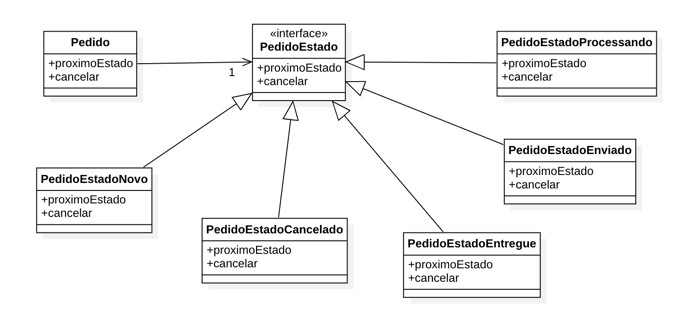 Pedido
+proximoEstado
+cancelar
1
«interface»
PedidoEstado
+proximoEstado
+cancelar
PedidoEstadoProcessando
+proximoEstado
+cancelar
PedidoEstadoEnviado
+proximoEstado
+cancelar
PedidoEstadoNovo
+proximoEstado
+cancelar
PedidoEstadoCancelado
+proximoEstado
+cancelar
PedidoEstadoEntregue
+proximoEstado
+cancelar